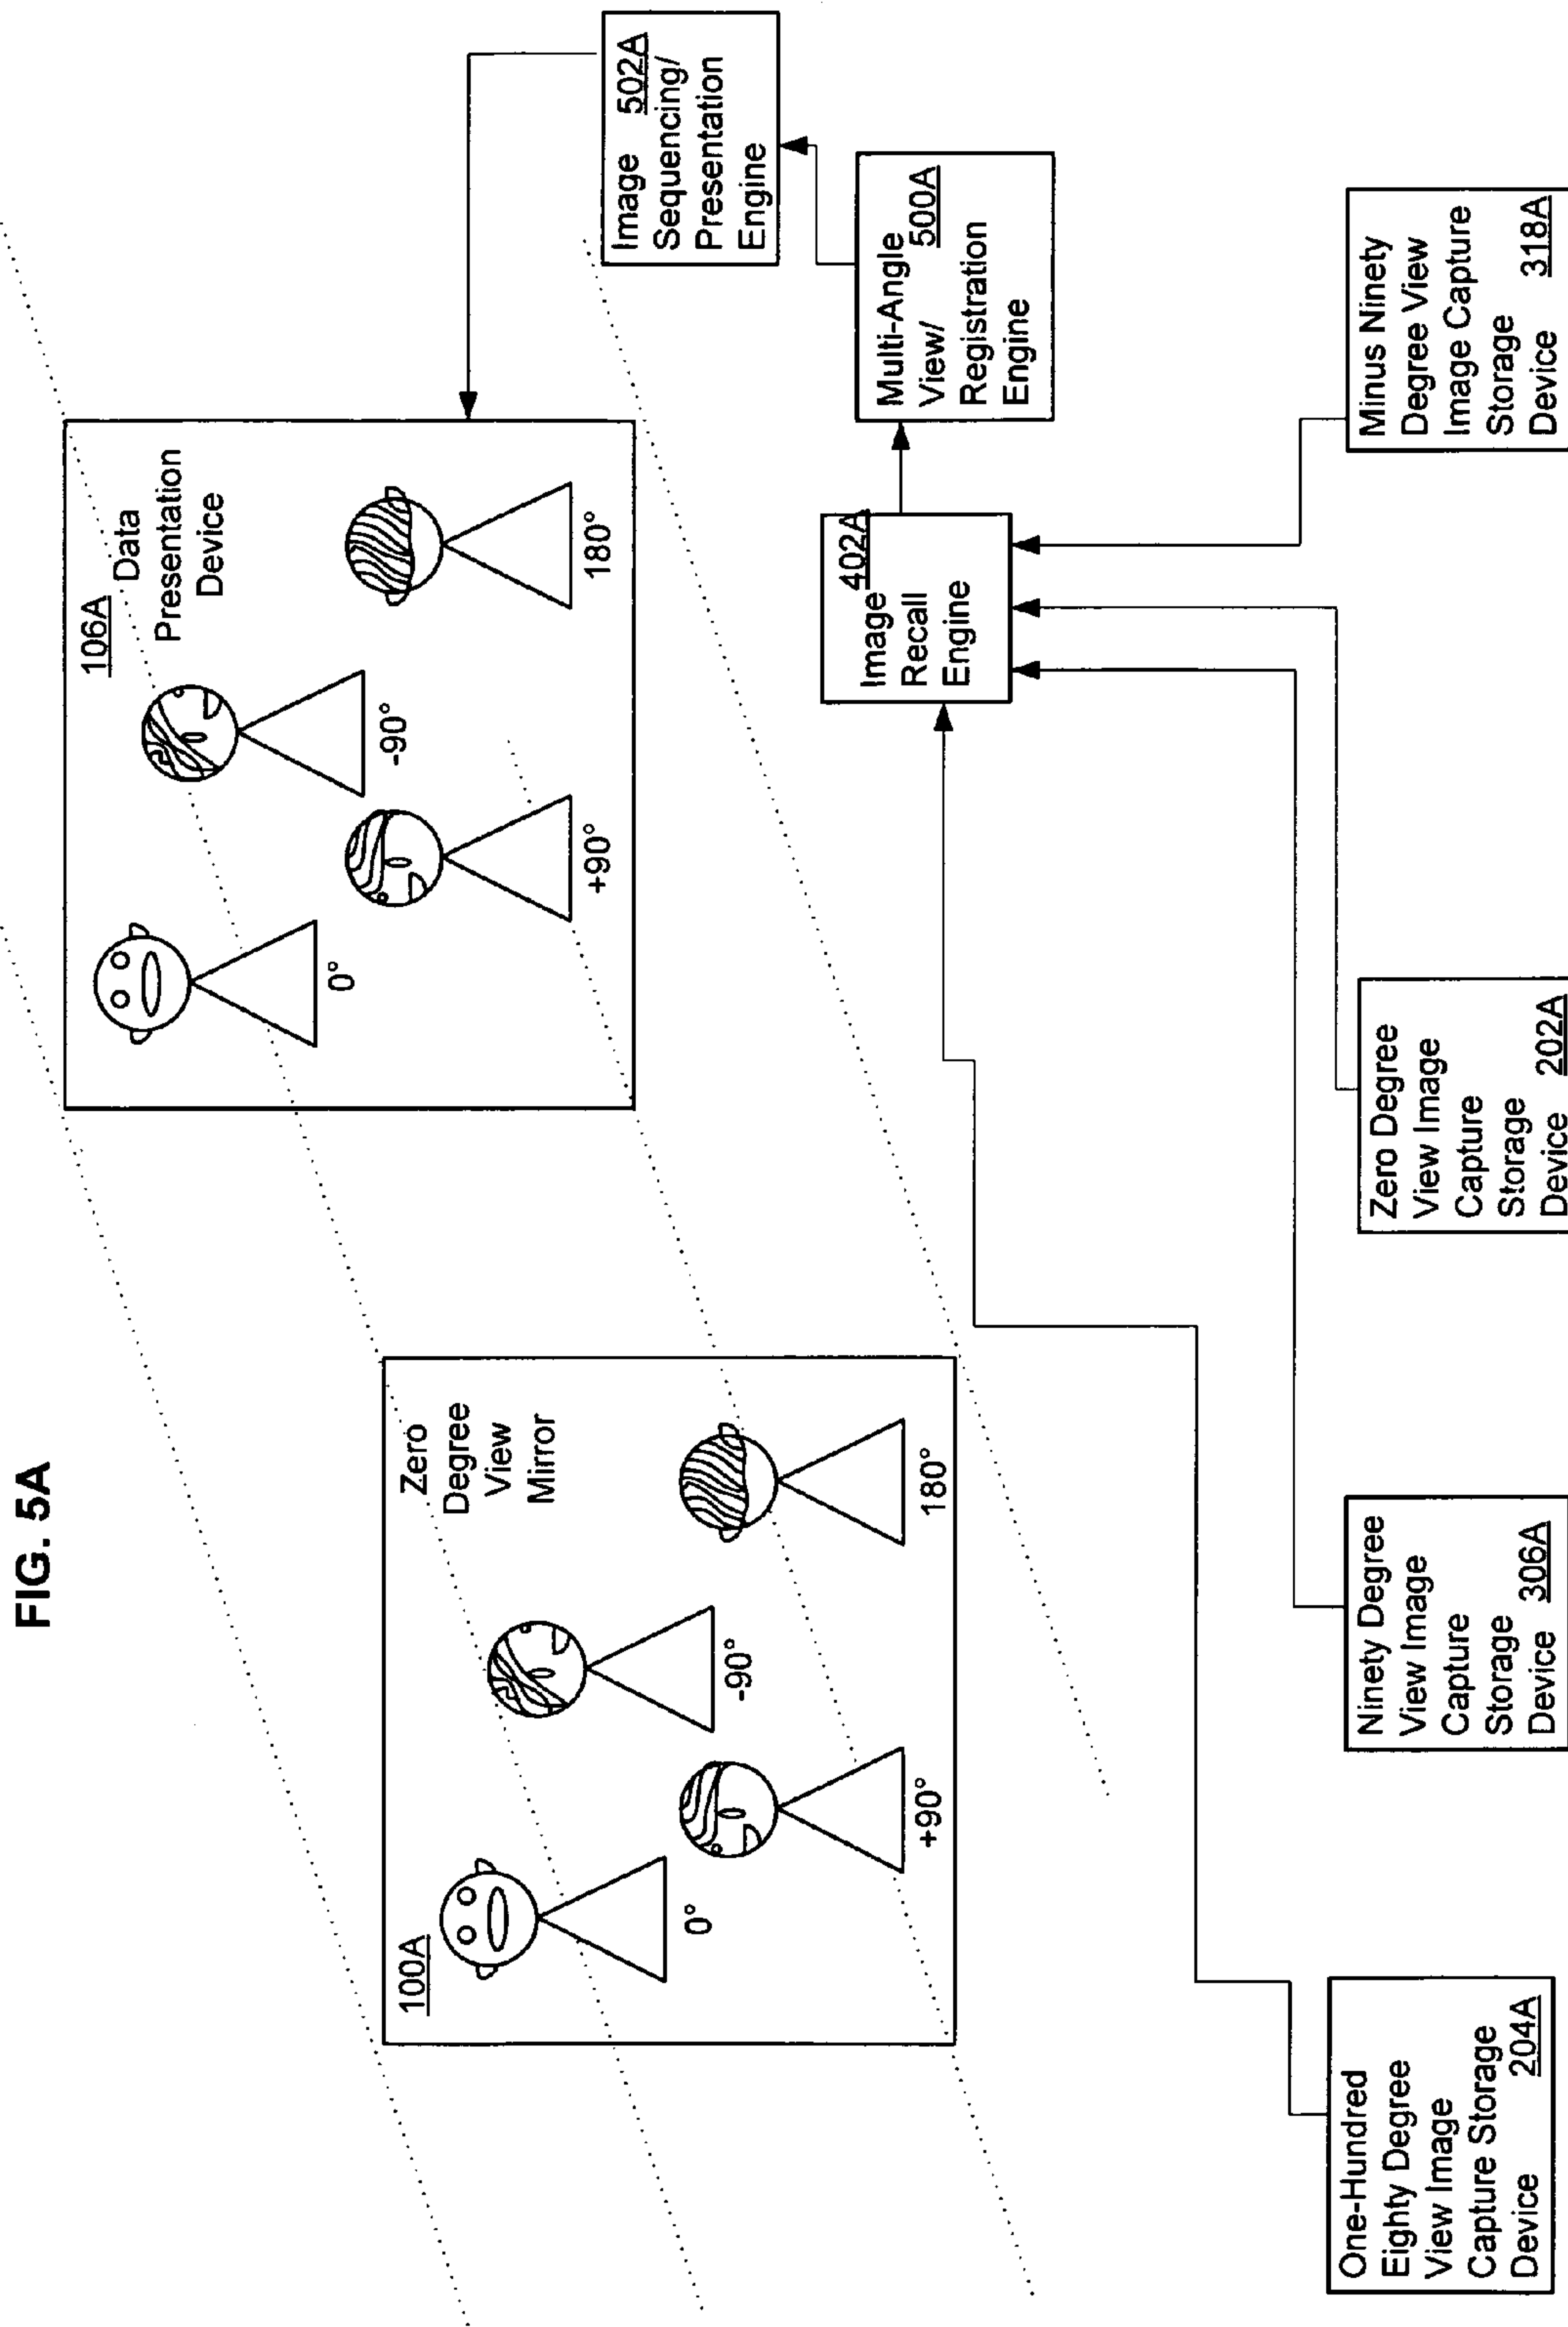 FIG. 5A
106A Data
Presentation
Device
0°
-90°
+90°
180°
100A
Zero
Degree
View
Mirror
0°
-90°
+90°
180°
Image 502A
Sequencing/
Presentation
Engine
Multi-Angle
View/ 500A
Registration
Engine
Image 402A
Recall
Engine
One-Hundred
Eighty Degree
View Image
Capture Storage
Device 204A
Ninety Degree
View Image
Capture
Storage
Device 306A
Zero Degree
View Image
Capture
Storage
Device 202A
Minus Ninety
Degree View
Image Capture
Storage
Device 318A